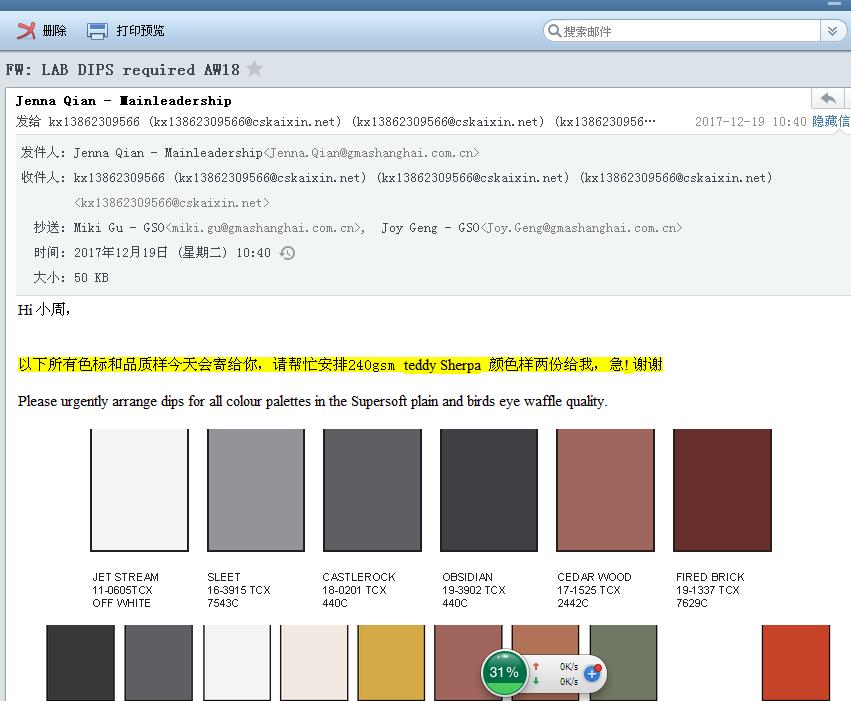 删除 打印预览 搜索邮件
FW: LAB DIPS required AW18
Jenna Qian - Mainleadership
发给 kx13862309566 (kx13862309566@cskaixin.net) (kx13862309566@cskaixin.net) (kx1386230956… 2017-12-19 10:40 隐藏信
发件人: Jenna Qian - Mainleadership<Jenna.Qian@gmashanghai.com.cn>
收件人: kx13862309566 (kx13862309566@cskaixin.net) (kx13862309566@cskaixin.net) (kx13862309566@cskaixin.net)
<kx13862309566@cskaixin.net>
抄送: Miki Gu - GSO<miki.gu@gmashanghai.com.cn>, Joy Geng - GSO<Joy.Geng@gmashanghai.com.cn>
时间: 2017年12月19日 (星期二) 10:40
大小: 50 KB
Hi 小周,
以下所有色标和品质样今天会寄给你，请帮忙安排240gsm teddy Sherpa 颜色样两份给我，急! 谢谢
Please urgently arrange dips for all colour palettes in the Supersoft plain and birds eye waffle quality.
JET STREAM SLEET CASTLEROCK OBSIDIAN CEDAR WOOD FIRED BRICK
11-0605TCX 16-3915 TCX 18-0201 TCX 19-3902 TCX 17-1525 TCX 19-1337 TCX
OFF WHITE 7543C 440C 440C 2442C 7629C
31% 0K/s
0K/s